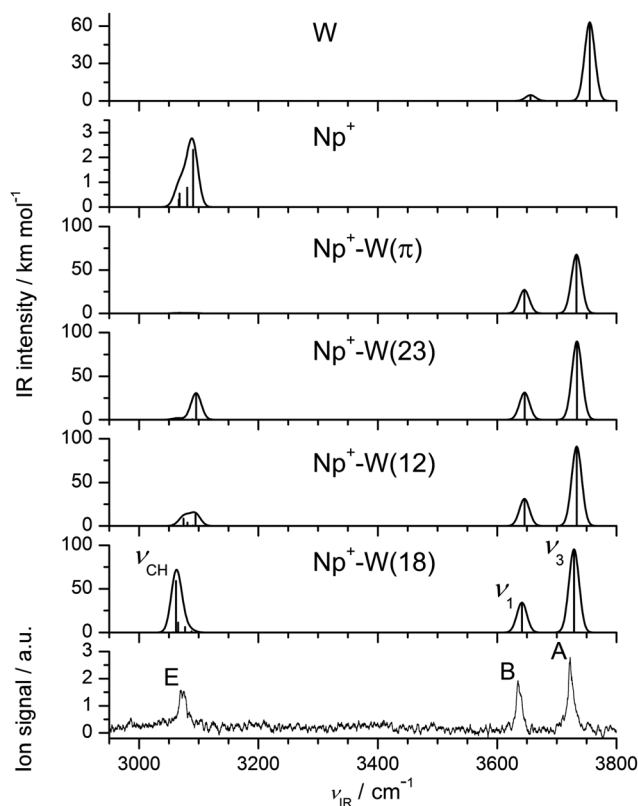 W
60
30
0
Np⁺
3
2
1
0
Np⁺-W(π)
100
50
0
Np⁺-W(23)
100
50
0
Np⁺-W(12)
100
50
0
Np⁺-W(18)
100
50
0
ν_CH
ν₁
ν₃
E
B
A
3
2
1
0
3000 3200 3400 3600 3800
ν_IR / cm⁻¹
IR intensity / km mol⁻¹
Ion signal / a.u.